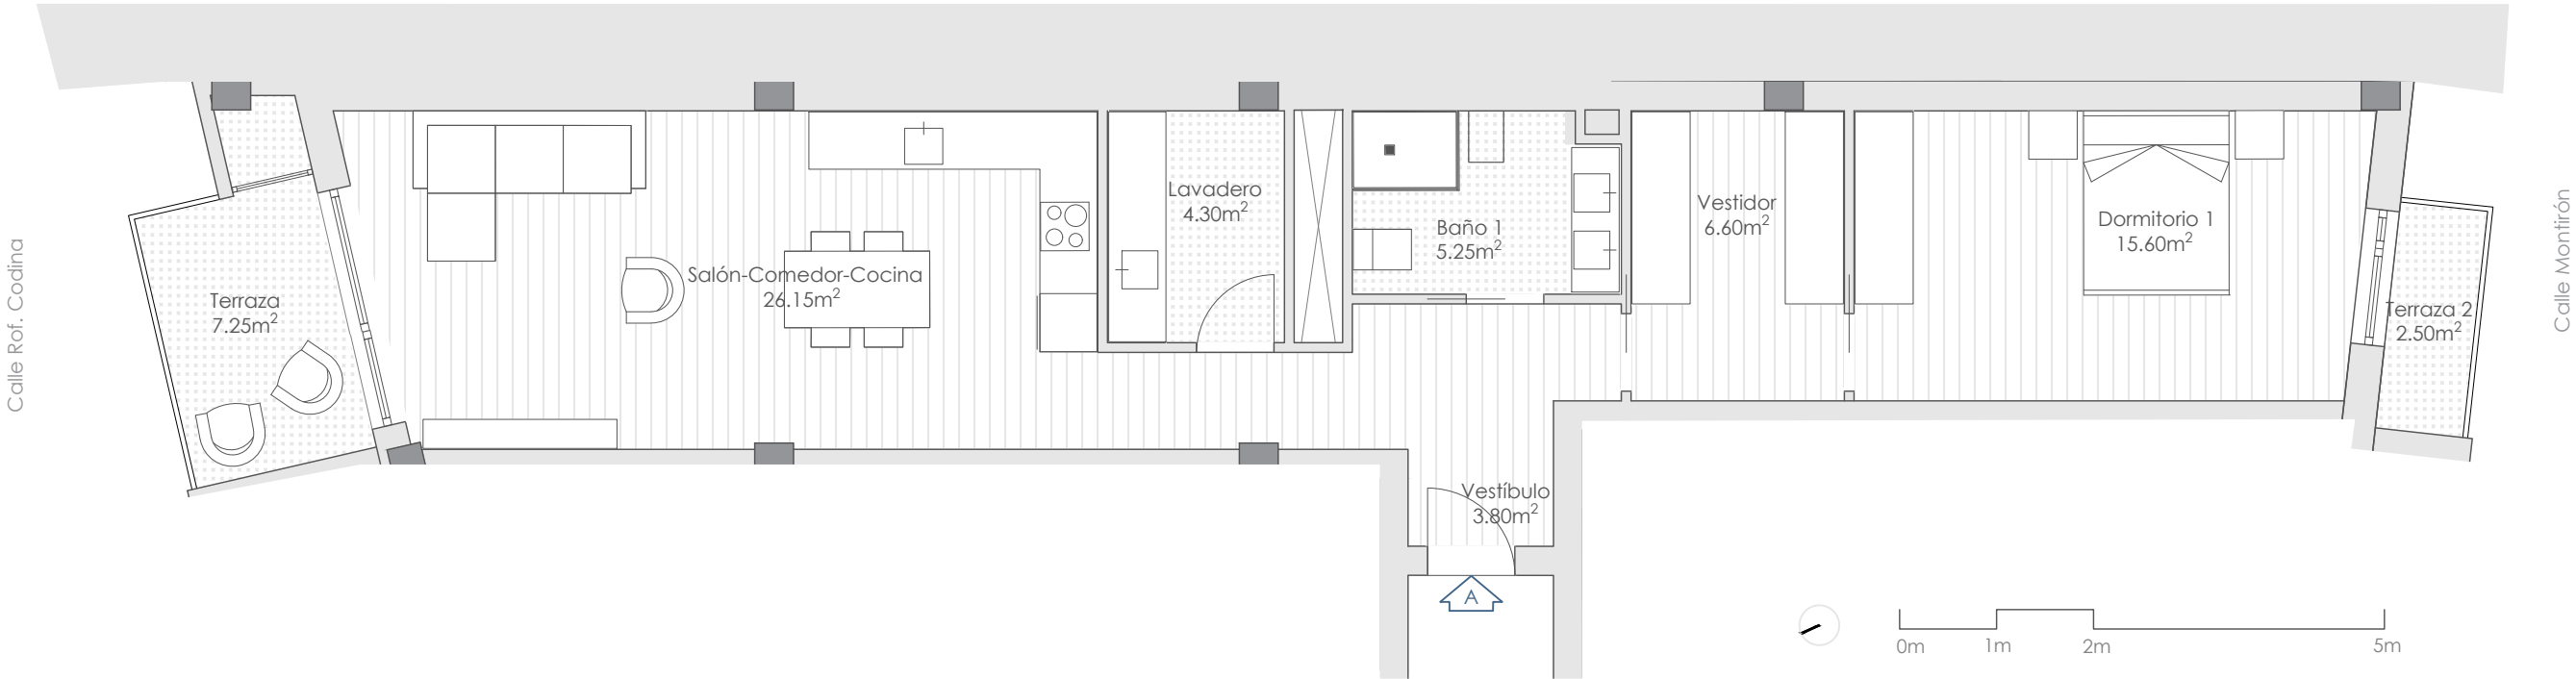 Calle Rof. Codina
Terraza
7.25m²
Salón-Comedor-Cocina
26.15m²
Lavadero
4.30m²
Baño 1
5.25m²
Vestidor
6.60m²
Dormitorio 1
15.60m²
Terraza 2
2.50m²
Calle Montirón
Vestíbulo
3.80m²
A
0m 1m 2m 5m